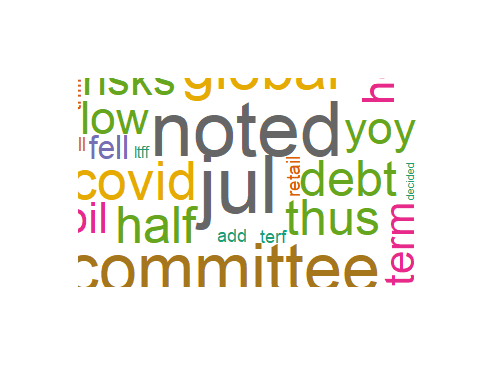 risks global
low noted yoy
fell ltff
covid jul retail debt decided
oil half thus term
add terf
committee